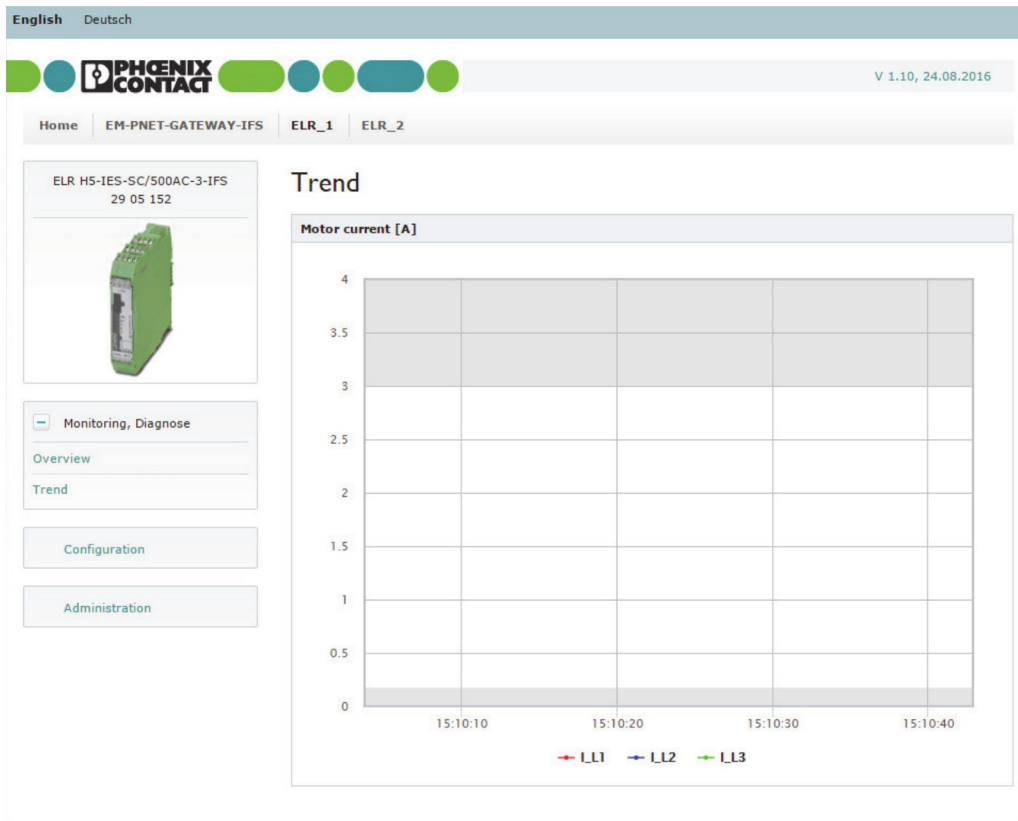 English Deutsch
PHŒNIX
CONTACT
V 1.10, 24.08.2016
Home EM-PNET-GATEWAY-IFS ELR_1 ELR_2
ELR H5-IES-SC/500AC-3-IFS
29 05 152
Monitoring, Diagnose
Overview
Trend
Configuration
Administration
Trend
Motor current [A]
4
3.5
3
2.5
2
1.5
1
0.5
0
15:10:10 15:10:20 15:10:30 15:10:40
I_L1 I_L2 I_L3